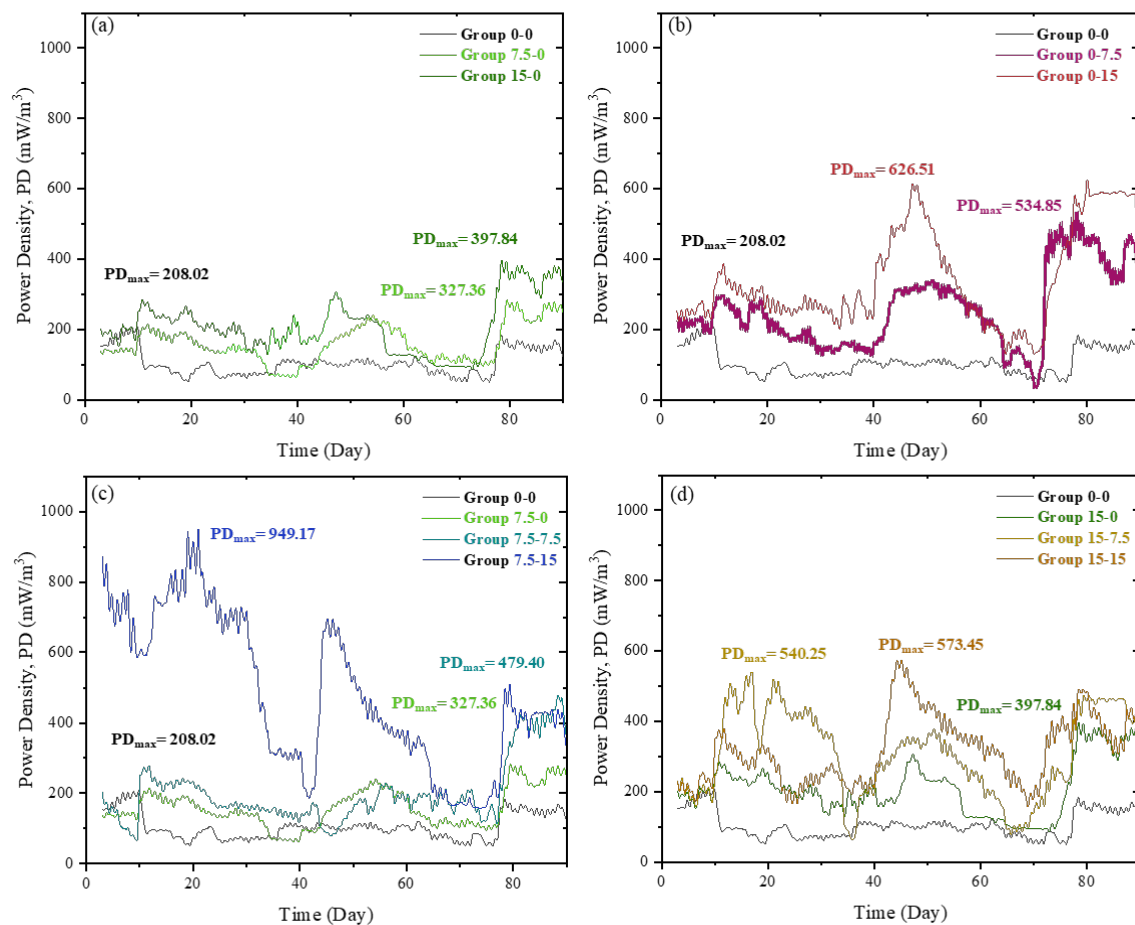 (a)
Group 0-0
Group 7.5-0
Group 15-0
PDmax= 397.84
PDmax= 208.02
PDmax= 327.36
Power Density, PD (mW/m³)
1000
800
600
400
200
0
0 20 40 60 80
Time (Day)
(b)
Group 0-0
Group 0-7.5
Group 0-15
PDmax= 626.51
PDmax= 534.85
PDmax= 208.02
Power Density, PD (mW/m³)
1000
800
600
400
200
0
0 20 40 60 80
Time (Day)
(c)
Group 0-0
Group 7.5-0
Group 7.5-7.5
Group 7.5-15
PDmax= 949.17
PDmax= 479.40
PDmax= 327.36
PDmax= 208.02
Power Density, PD (mW/m³)
1000
800
600
400
200
0
0 20 40 60 80
Time (Day)
(d)
Group 0-0
Group 15-0
Group 15-7.5
Group 15-15
PDmax= 540.25
PDmax= 573.45
PDmax= 397.84
Power Density, PD (mW/m³)
1000
800
600
400
200
0
0 20 40 60 80
Time (Day)